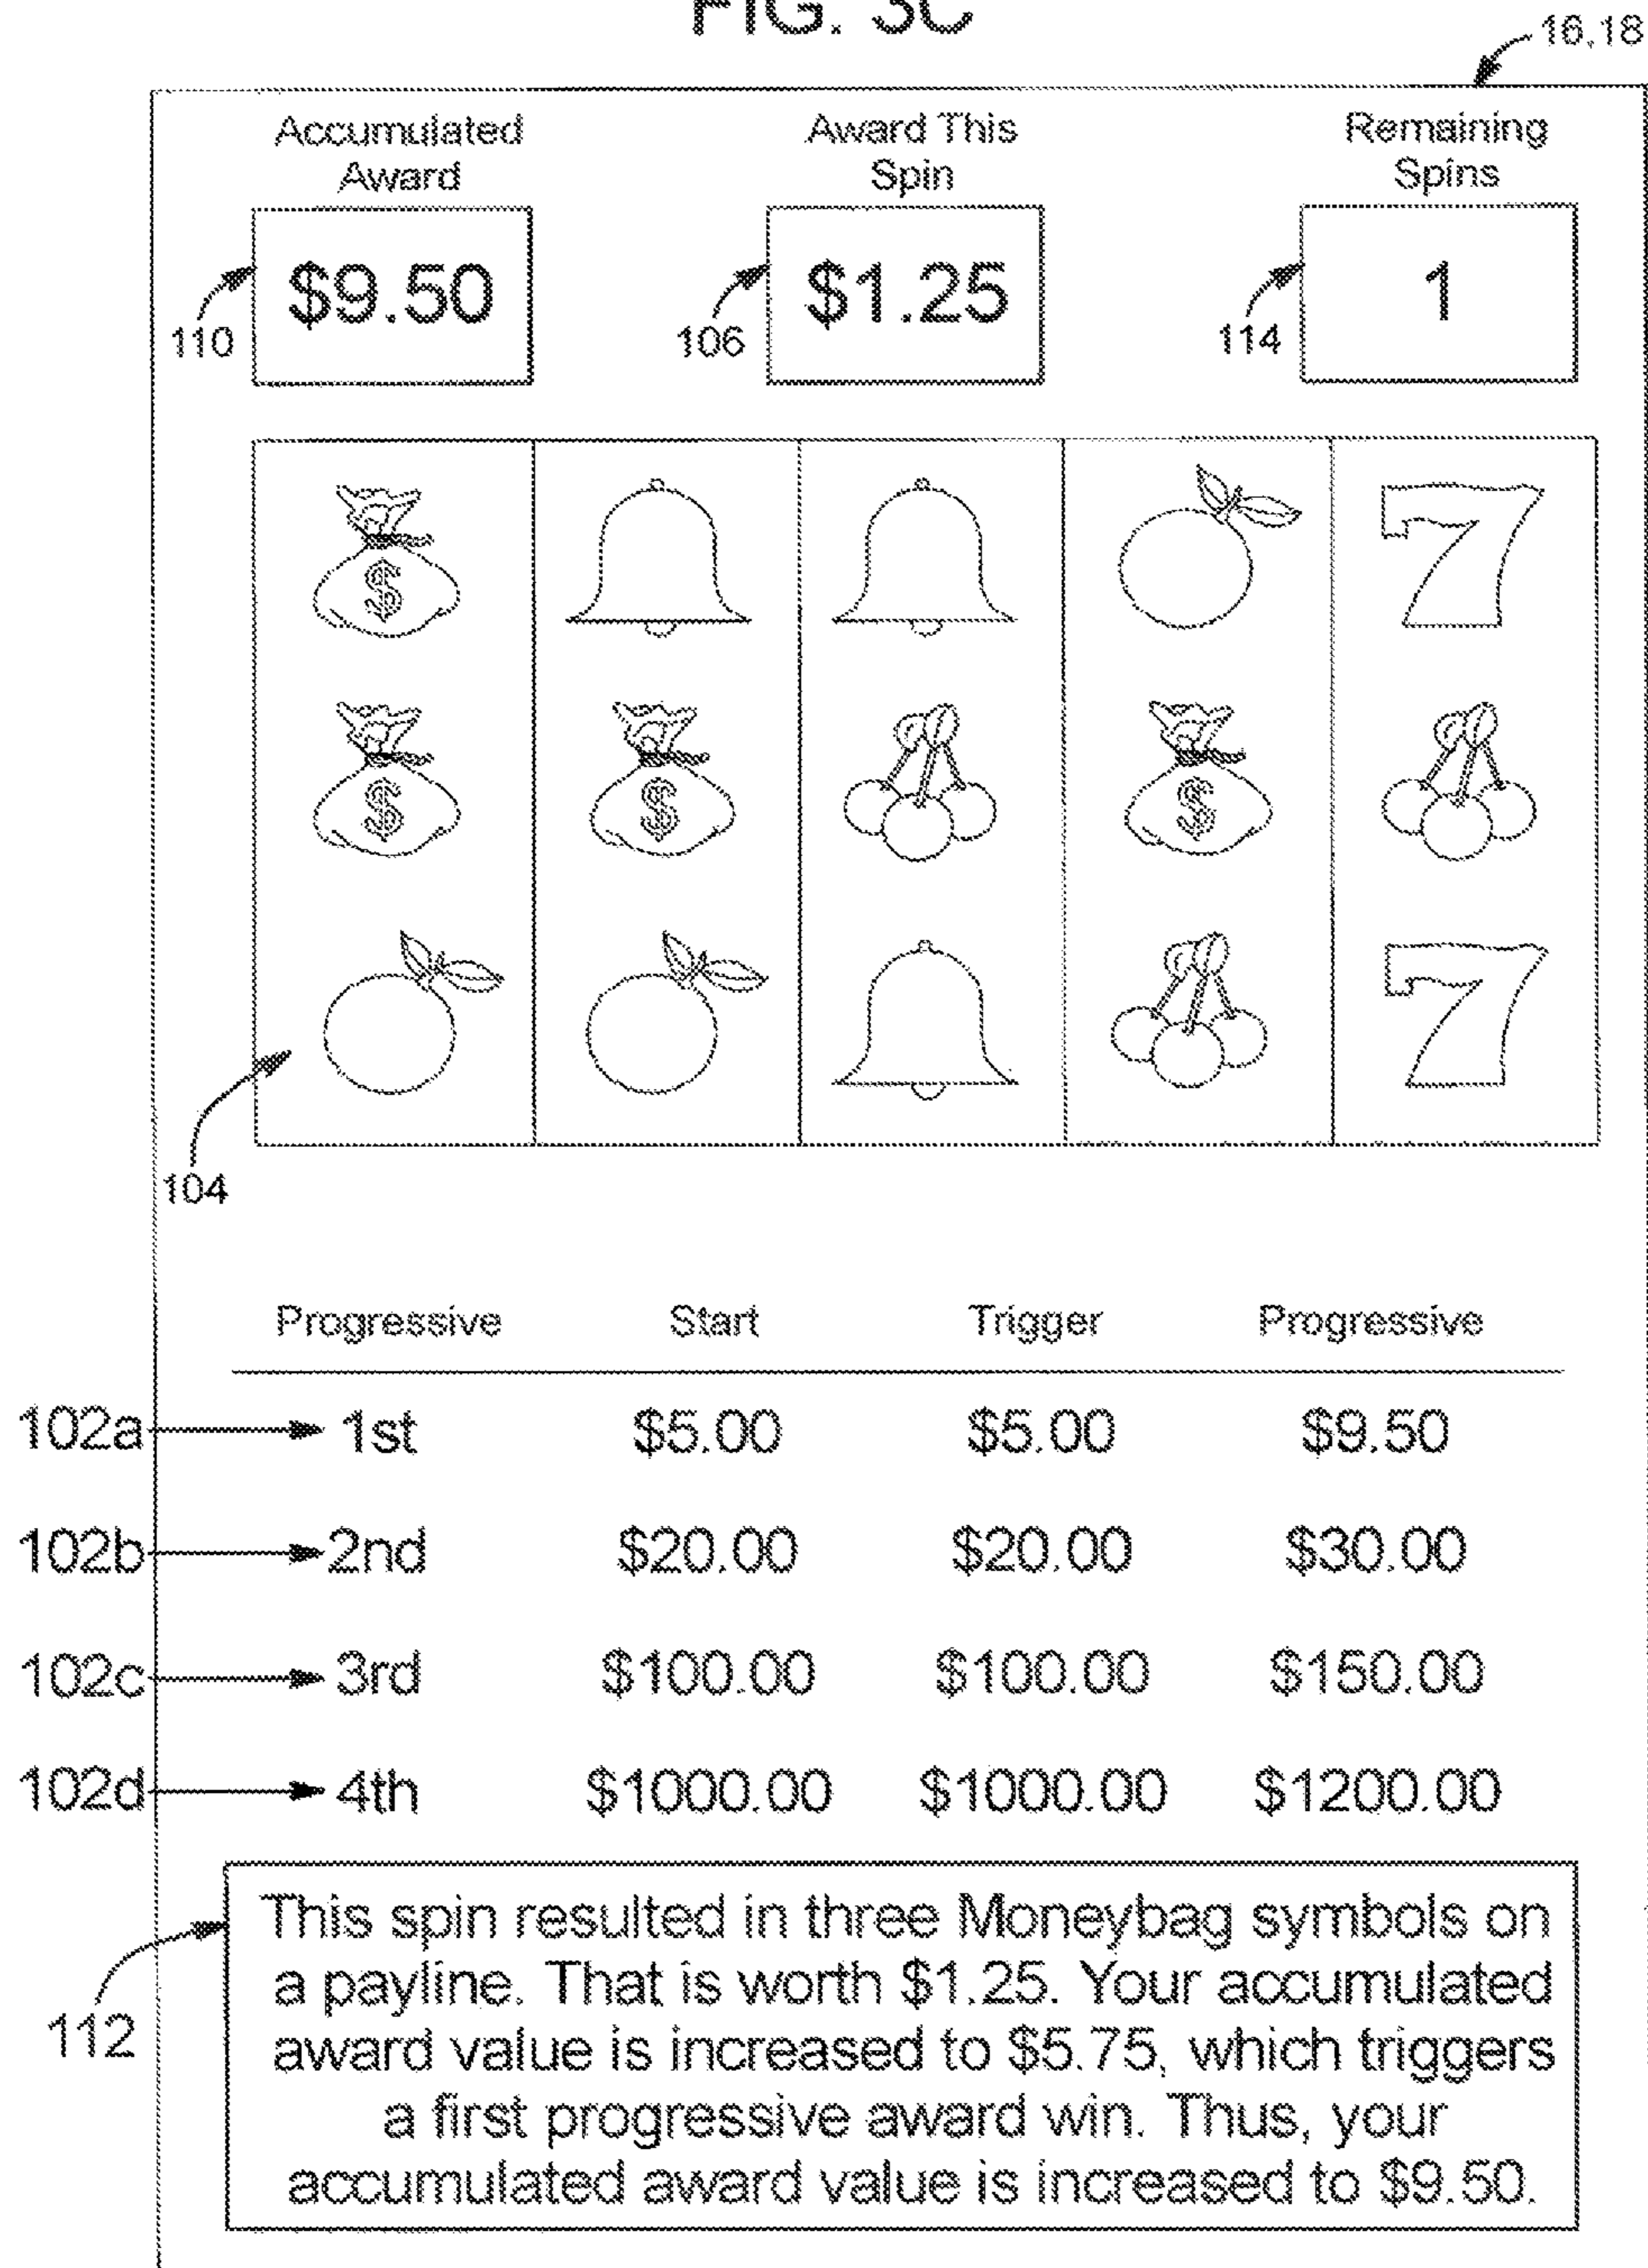 FIG. 3C
16,18
Accumulated Award This Remaining
Award Spin Spins
$9.50 $1.25 1
110 106 114
$
$ $ $
104
Progressive Start Trigger Progressive
102a 1st $5.00 $5.00 $9.50
102b 2nd $20.00 $20.00 $30.00
102c 3rd $100.00 $100.00 $150.00
102d 4th $1000.00 $1000.00 $1200.00
This spin resulted in three Moneybag symbols on
a payline. That is worth $1.25. Your accumulated
award value is increased to $5.75, which triggers
a first progressive award win. Thus, your
accumulated award value is increased to $9.50.
112